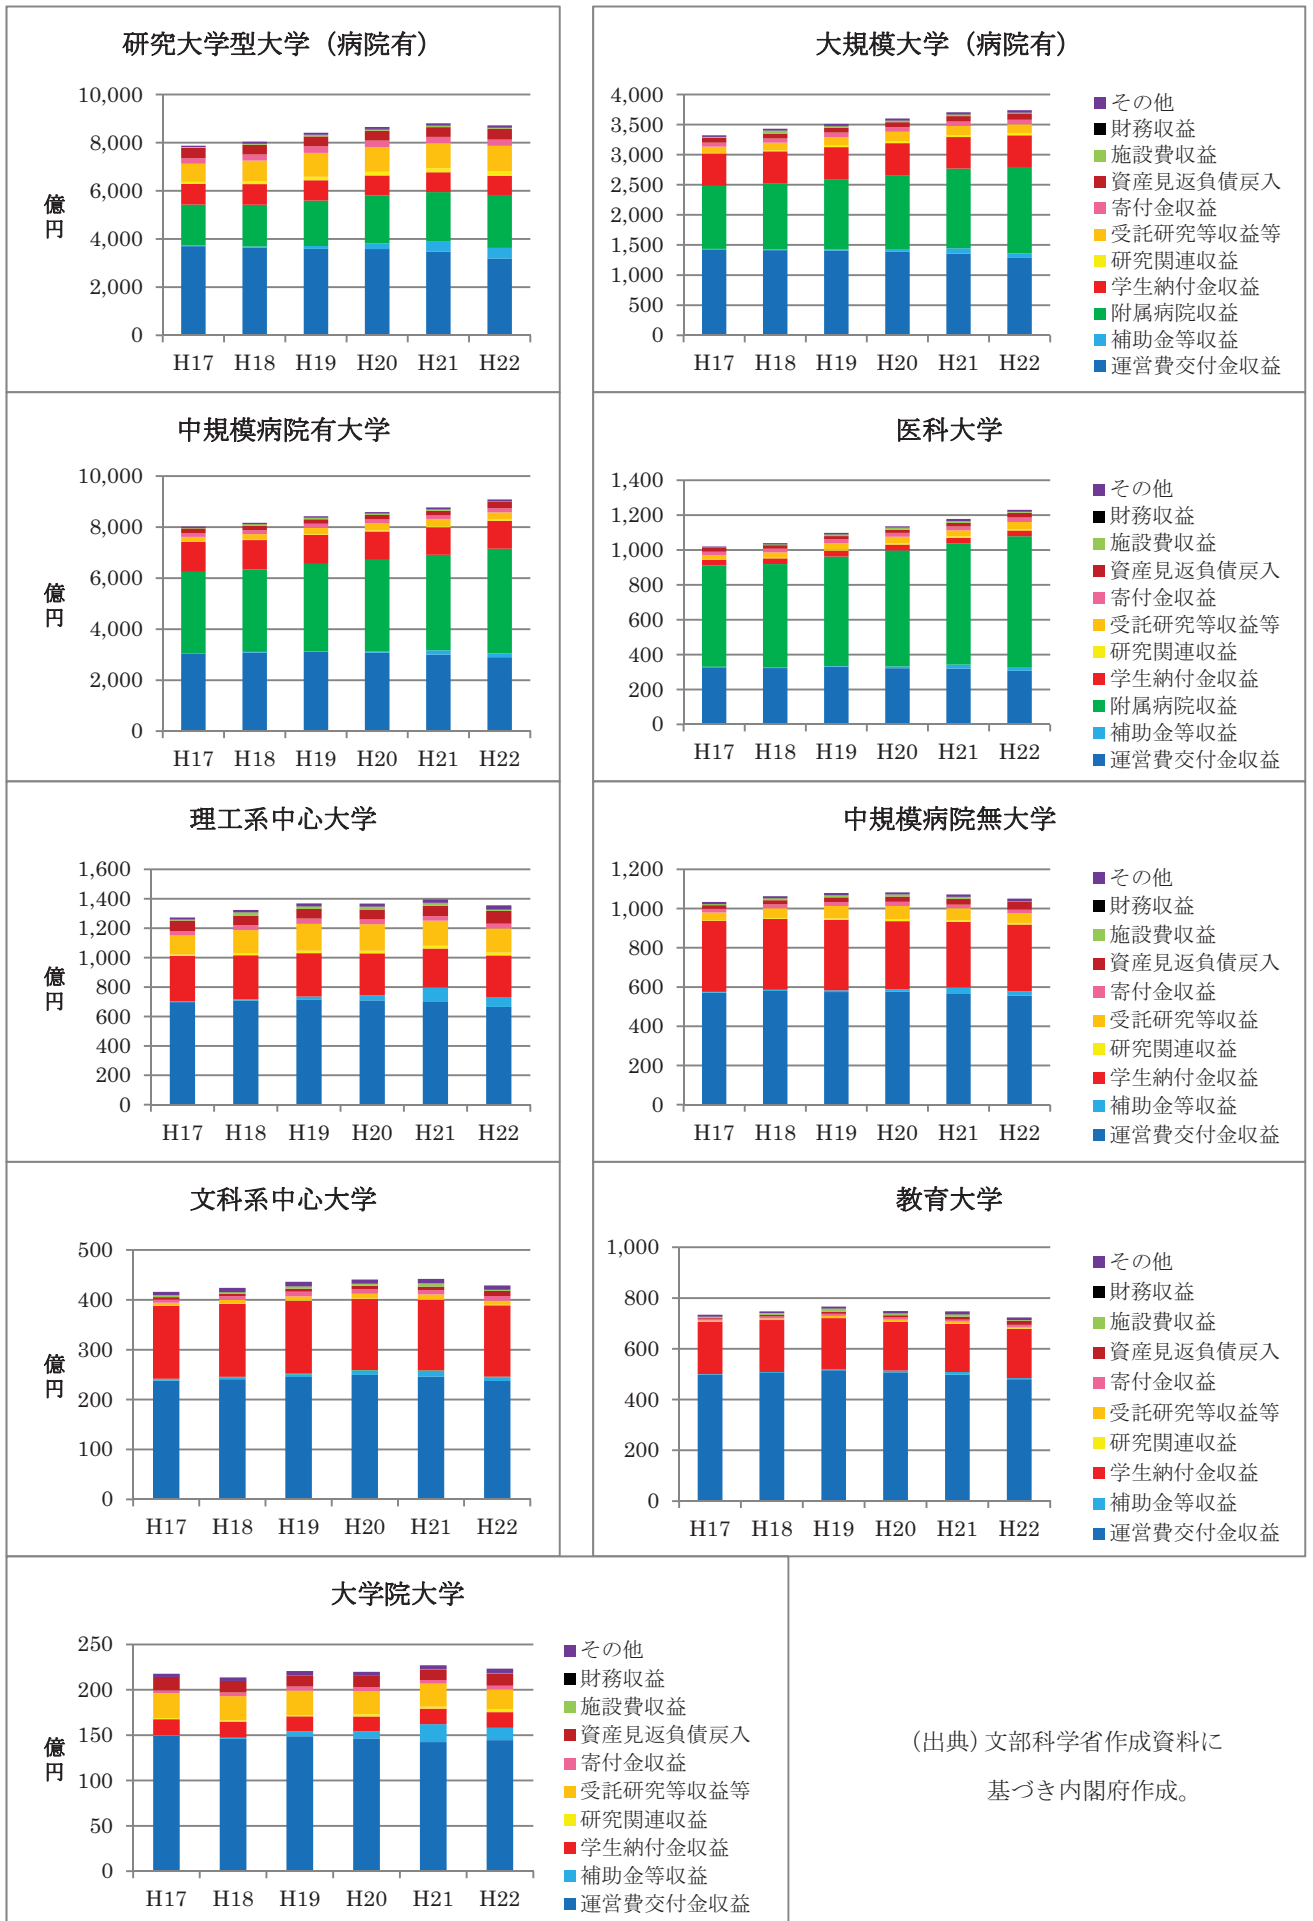 研究大学型大学（病院有）
億円
10,000
8,000
6,000
4,000
2,000
0
H17 H18 H19 H20 H21 H22
大規模大学（病院有）
4,000
3,500
3,000
2,500
2,000
1,500
1,000
500
0
H17 H18 H19 H20 H21 H22
その他
財務収益
施設費収益
資産見返負債戻入
寄付金収益
受託研究等収益等
研究関連収益
学生納付金収益
附属病院収益
補助金等収益
運営費交付金収益
中規模病院有大学
億円
10,000
8,000
6,000
4,000
2,000
0
H17 H18 H19 H20 H21 H22
医科大学
1,400
1,200
1,000
800
600
400
200
0
H17 H18 H19 H20 H21 H22
その他
財務収益
施設費収益
資産見返負債戻入
寄付金収益
受託研究等収益等
研究関連収益
学生納付金収益
附属病院収益
補助金等収益
運営費交付金収益
理工系中心大学
億円
1,600
1,400
1,200
1,000
800
600
400
200
0
H17 H18 H19 H20 H21 H22
中規模病院無大学
1,200
1,000
800
600
400
200
0
H17 H18 H19 H20 H21 H22
その他
財務収益
施設費収益
資産見返負債戻入
寄付金収益
受託研究等収益
研究関連収益
学生納付金収益
補助金等収益
運営費交付金収益
文科系中心大学
億円
500
400
300
200
100
0
H17 H18 H19 H20 H21 H22
教育大学
1,000
800
600
400
200
0
H17 H18 H19 H20 H21 H22
その他
財務収益
施設費収益
資産見返負債戻入
寄付金収益
受託研究等収益等
研究関連収益
学生納付金収益
補助金等収益
運営費交付金収益
大学院大学
億円
250
200
150
100
50
0
H17 H18 H19 H20 H21 H22
その他
財務収益
施設費収益
資産見返負債戻入
寄付金収益
受託研究等収益等
研究関連収益
学生納付金収益
補助金等収益
運営費交付金収益
（出典）文部科学省作成資料に
基づき内閣府作成。